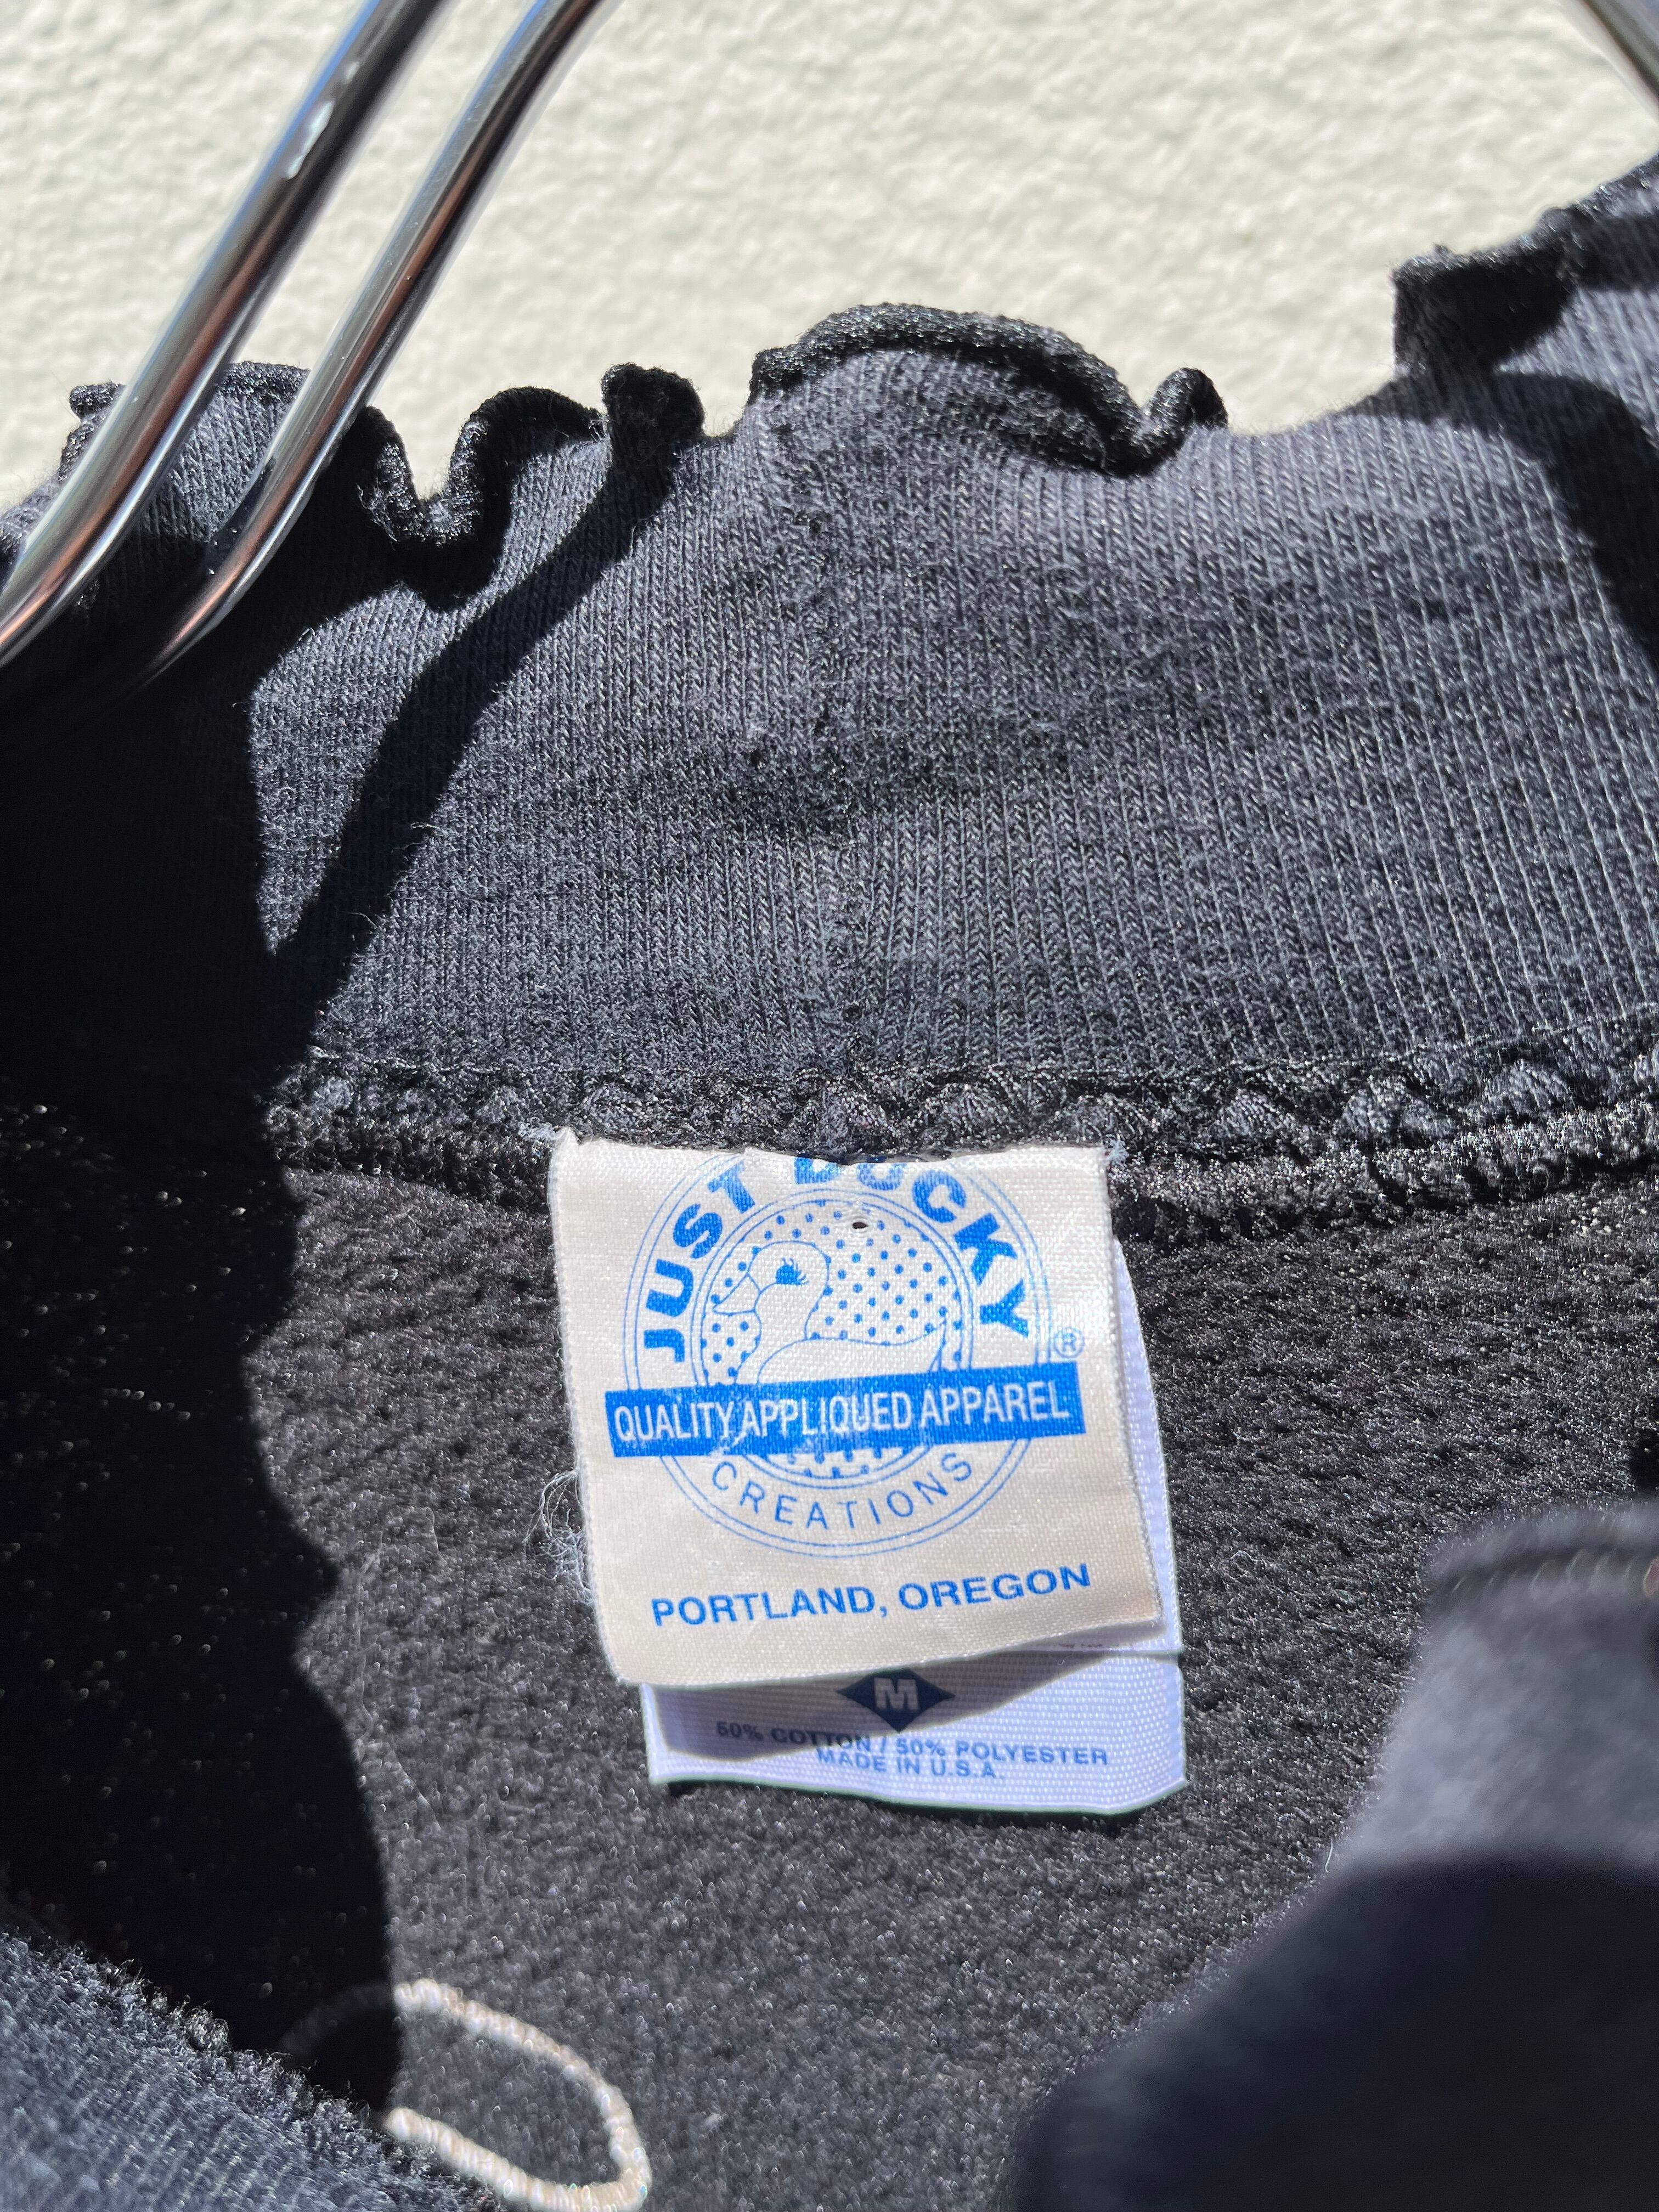 JUST DUCKY
®
QUALITY APPLIQUED APPAREL
CREATIONS
PORTLAND, OREGON
M
50% COTTON / 50% POLYESTER
MADE IN U.S.A.